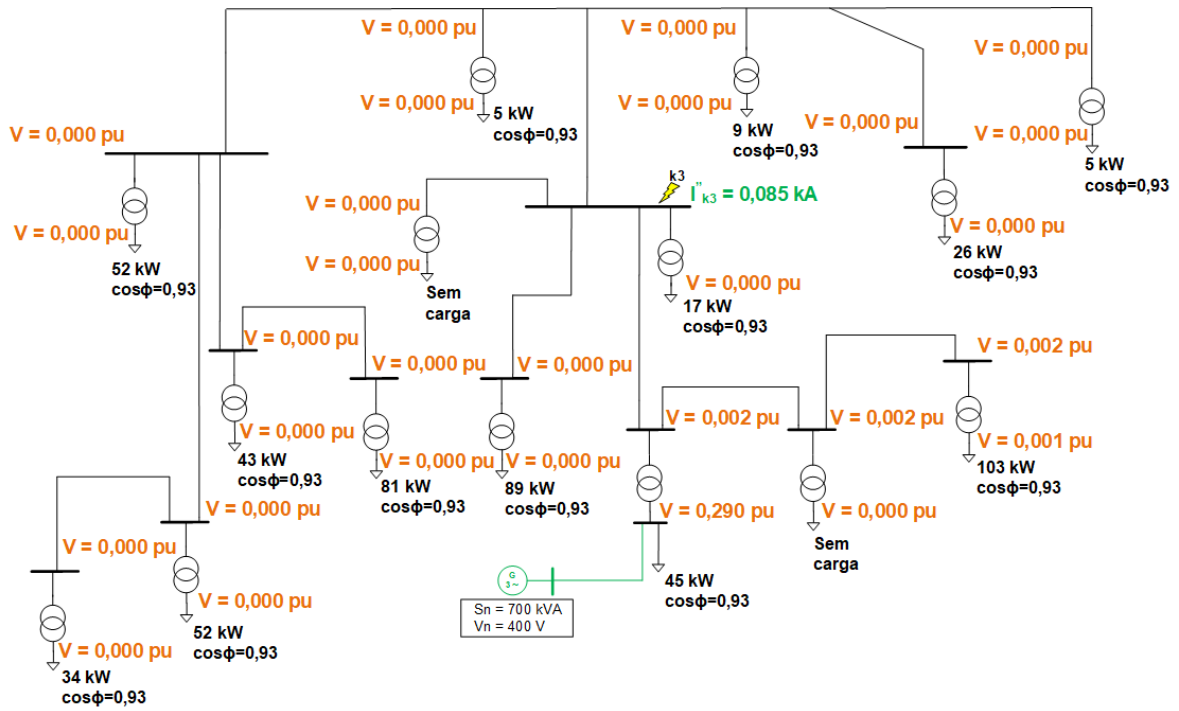 V = 0,000 pu
V = 0,000 pu
V = 0,000 pu
V = 0,000 pu
V = 0,000 pu
5 kW
cosφ=0,93
9 kW
cosφ=0,93
V = 0,000 pu
V = 0,000 pu
V = 0,000 pu
5 kW
cosφ=0,93
k3
I"k3 = 0,085 kA
V = 0,000 pu
V = 0,000 pu
V = 0,000 pu
V = 0,000 pu
52 kW
cosφ=0,93
Sem
carga
V = 0,000 pu
17 kW
cosφ=0,93
26 kW
cosφ=0,93
V = 0,000 pu
V = 0,000 pu
V = 0,000 pu
V = 0,002 pu
V = 0,002 pu
V = 0,002 pu
V = 0,000 pu
43 kW
cosφ=0,93
V = 0,000 pu
81 kW
cosφ=0,93
V = 0,000 pu
89 kW
cosφ=0,93
V = 0,001 pu
103 kW
cosφ=0,93
V = 0,000 pu
V = 0,290 pu
V = 0,000 pu
Sem
carga
V = 0,000 pu
G
3~
45 kW
cosφ=0,93
Sn = 700 kVA
Vn = 400 V
V = 0,000 pu
52 kW
cosφ=0,93
V = 0,000 pu
34 kW
cosφ=0,93